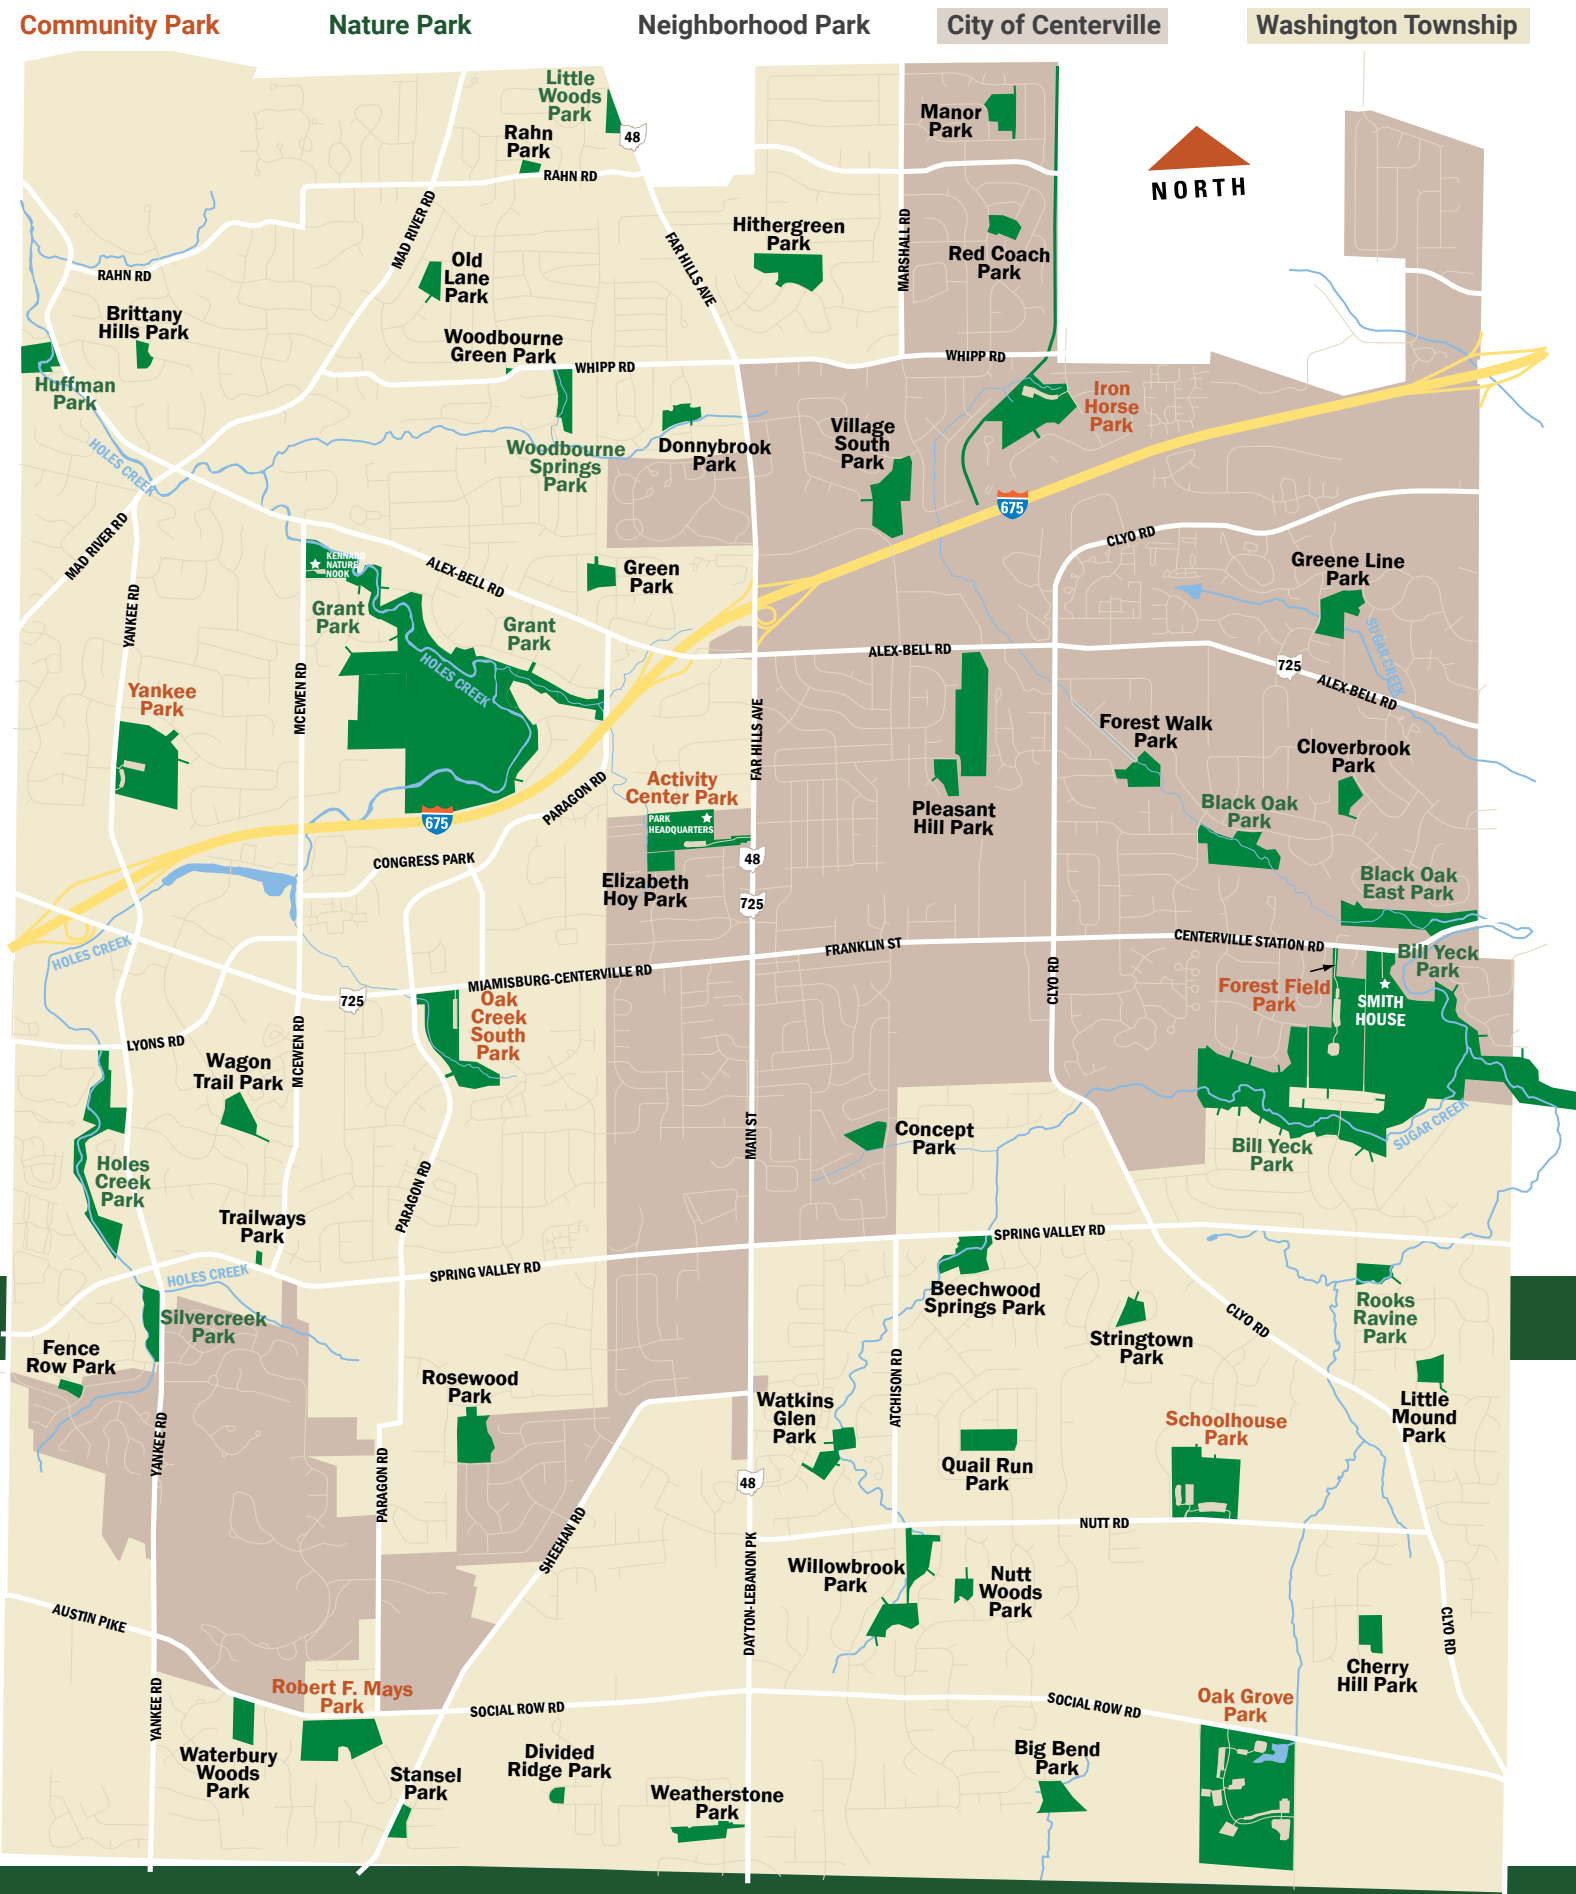 Community Park
Nature Park
Neighborhood Park
City of Centerville
Washington Township
Little
Woods
Park
Rahn
Park
48
RAHN RD
Manor
Park
NORTH
MAD RIVER RD
FAR HILLS AVE
Hithergreen
Park
MARSHALL RD
Red Coach
Park
RAHN RD
Old
Lane
Park
Brittany
Hills Park
Woodbourne
Green Park
WHIPP RD
WHIPP RD
Huffman
Park
Iron
Horse
Park
HOLES CREEK
Woodbourne
Springs
Park
Donnybrook
Park
Village
South
Park
675
MAD RIVER RD
CLYO RD
KENNARD
NATURE
NOOK
ALEX-BELL RD
Green
Park
Greene Line
Park
YANKEE RD
Grant
Park
Grant
Park
HOLES CREEK
ALEX-BELL RD
SUGAR CREEK
725
ALEX-BELL RD
MCEWEN RD
Yankee
Park
FAR HILLS AVE
Forest Walk
Park
Cloverbrook
Park
Activity
Center Park
PARK
HEADQUARTERS
PARAGON RD
675
Pleasant
Hill Park
Black Oak
Park
CONGRESS PARK
48
Elizabeth
Hoy Park
725
Black Oak
East Park
HOLES CREEK
FRANKLIN ST
CENTERVILLE STATION RD
Bill Yeck
Park
MIAMISBURG-CENTERVILLE RD
725
CLYO RD
Forest Field
Park
SMITH
HOUSE
Oak
Creek
South
Park
LYONS RD
MCEWEN RD
Wagon
Trail Park
MAIN ST
Concept
Park
SUGAR CREEK
Bill Yeck
Park
Holes
Creek
Park
PARAGON RD
Trailways
Park
SPRING VALLEY RD
SPRING VALLEY RD
HOLES CREEK
Beechwood
Springs Park
Silvercreek
Park
Stringtown
Park
CLYO RD
Rooks
Ravine
Park
Fence
Row Park
Rosewood
Park
ATCHISON RD
Watkins
Glen
Park
Little
Mound
Park
YANKEE RD
PARAGON RD
Quail Run
Park
Schoolhouse
Park
48
SHEEHAN RD
NUTT RD
DAYTON-LEBANON PK
Willowbrook
Park
Nutt
Woods
Park
AUSTIN PIKE
CLYO RD
Cherry
Hill Park
YANKEE RD
Robert F. Mays
Park
SOCIAL ROW RD
SOCIAL ROW RD
Oak Grove
Park
Waterbury
Woods
Park
Stansel
Park
Divided
Ridge Park
Weatherstone
Park
Big Bend
Park